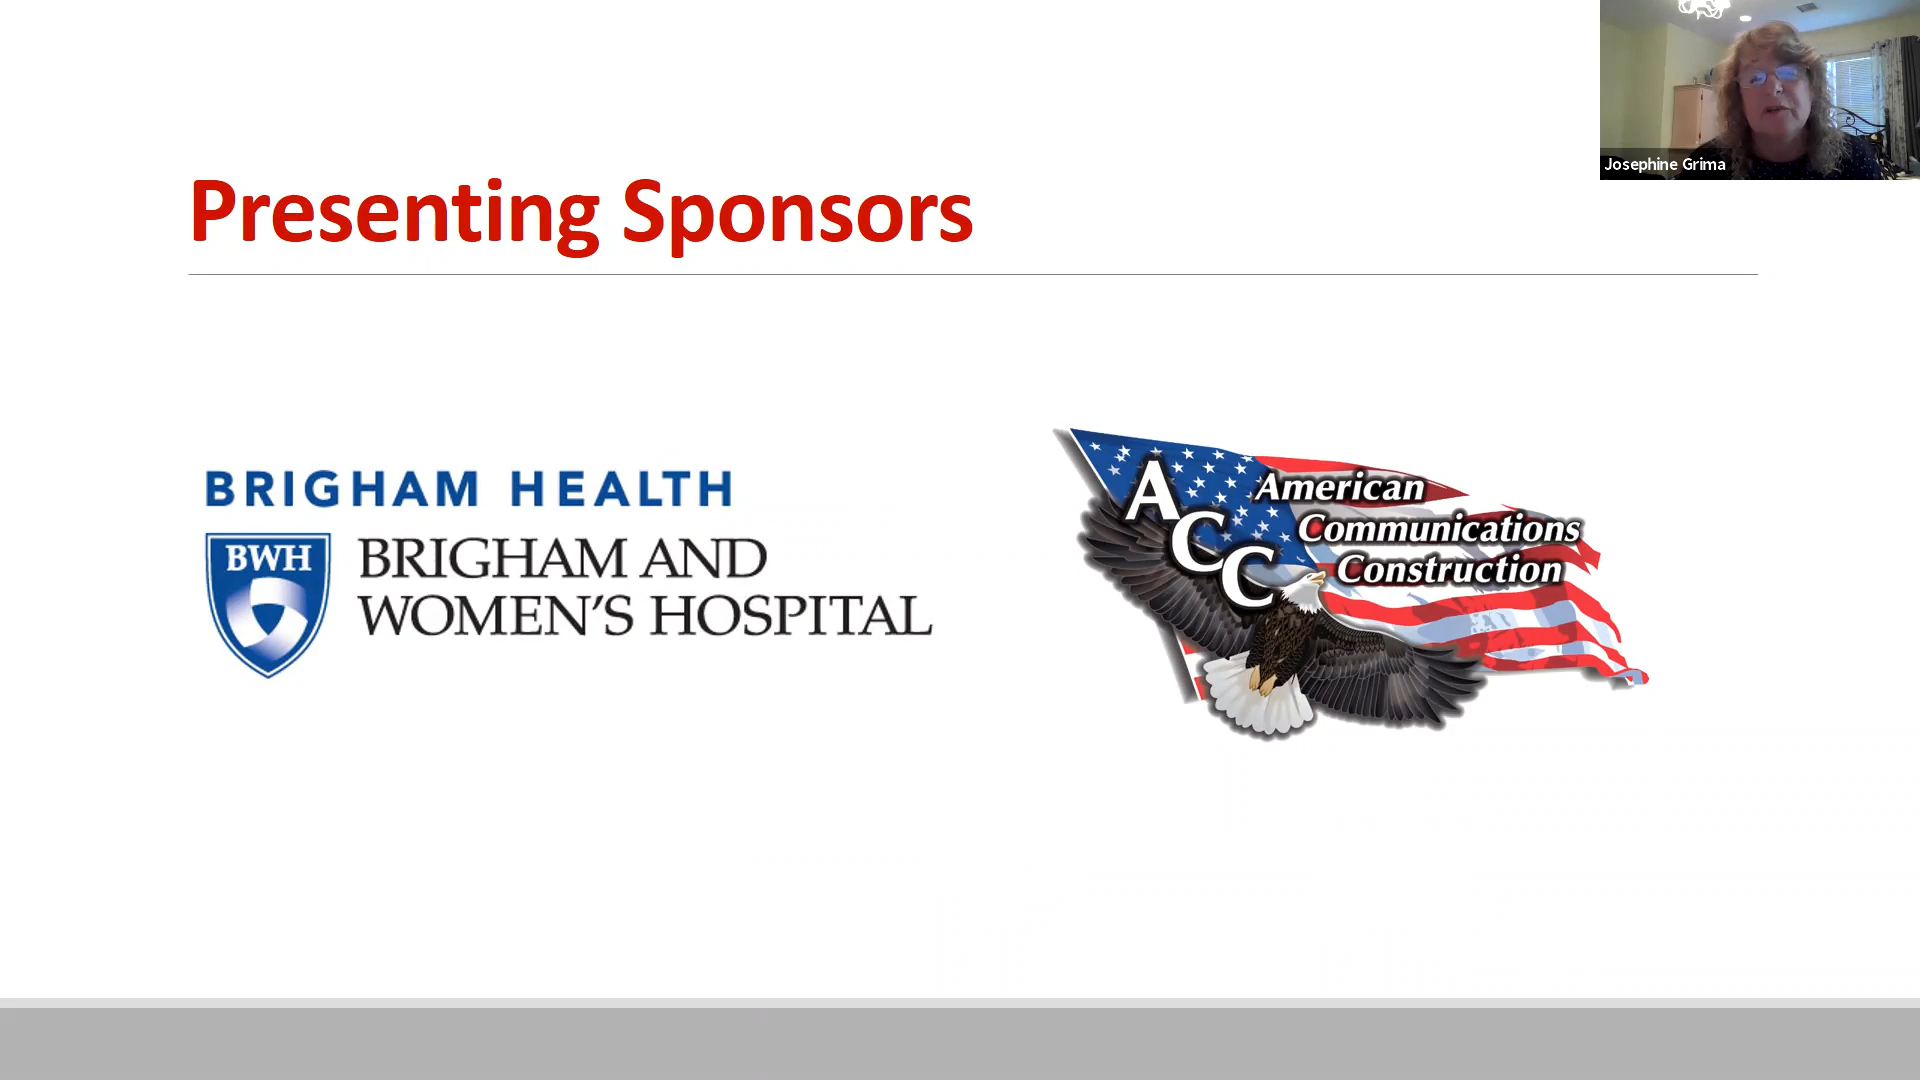 Josephine Grima
Presenting Sponsors
BRIGHAM HEALTH
BWH
BRIGHAM AND
WOMEN'S HOSPITAL
ACC
American
Communications
Construction